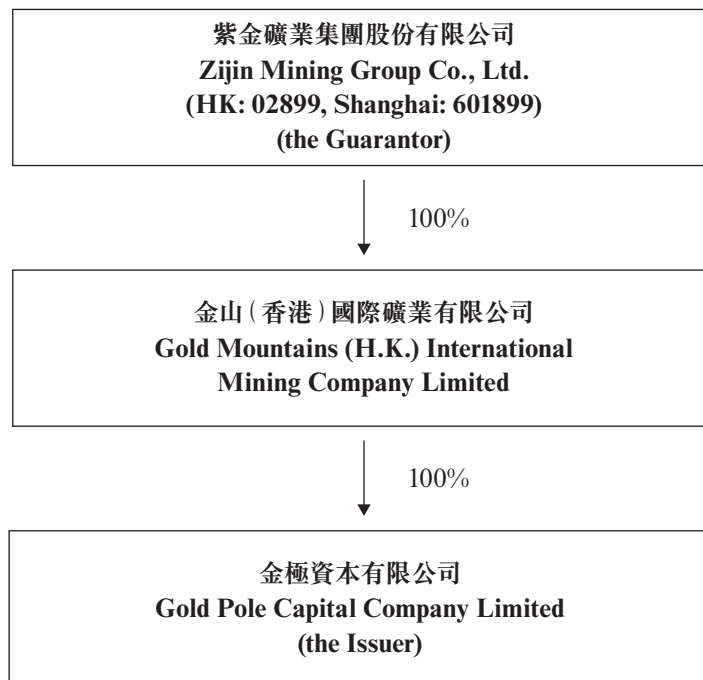 紫金礦業集團股份有限公司
Zijin Mining Group Co., Ltd.
(HK: 02899, Shanghai: 601899)
(the Guarantor)
100%
金山（香港）國際礦業有限公司
Gold Mountains (H.K.) International
Mining Company Limited
100%
金極資本有限公司
Gold Pole Capital Company Limited
(the Issuer)